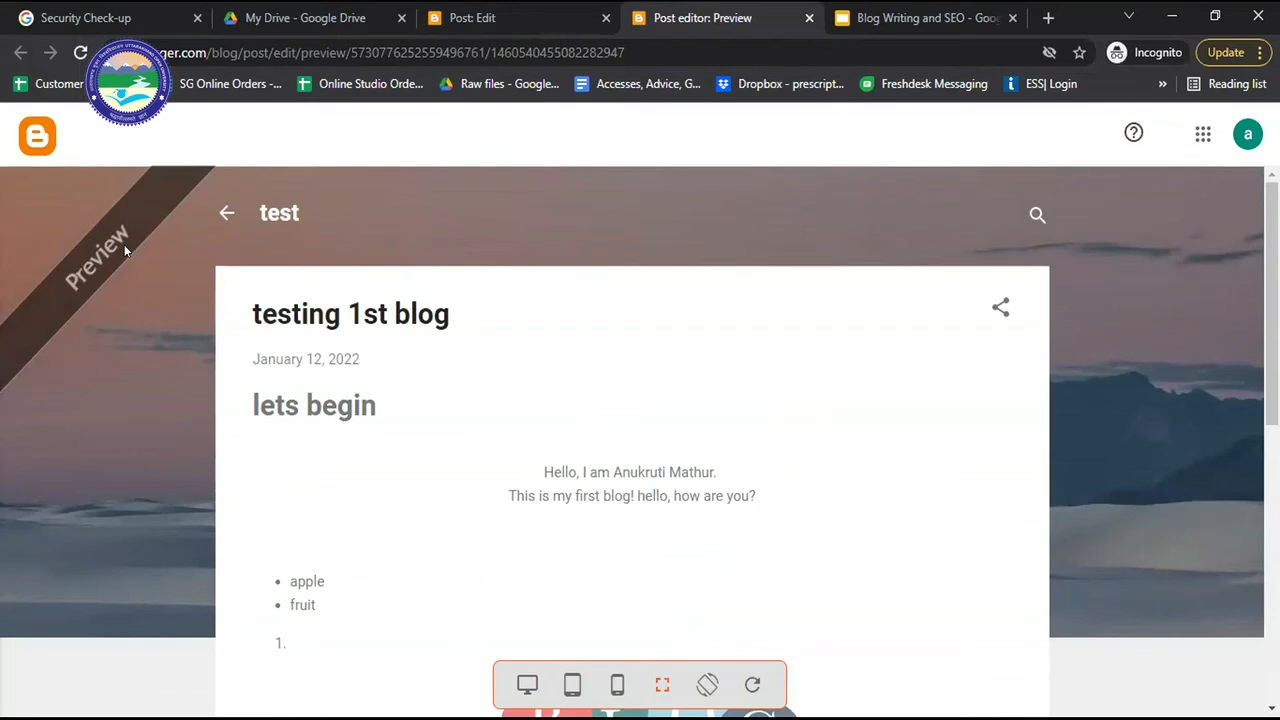 Security Check-up
My Drive - Google Drive
Post: Edit
Post editor: Preview
Blog Writing and SEO - Goo
ger.com/blog/post/edit/preview/5730776252559496761/1460540455082282947
Incognito
Update
Customer
SG Online Orders -...
Online Studio Orde...
Raw files - Google...
Accesses, Advice, G...
Dropbox - presspt...
Freshdesk Messaging
ESS| Login
»
Reading list
a
Preview
test
testing 1st blog
January 12, 2022
lets begin
Hello, I am Anukruti Mathur.
This is my first blog! hello, how are you?
• apple
• fruit
1.